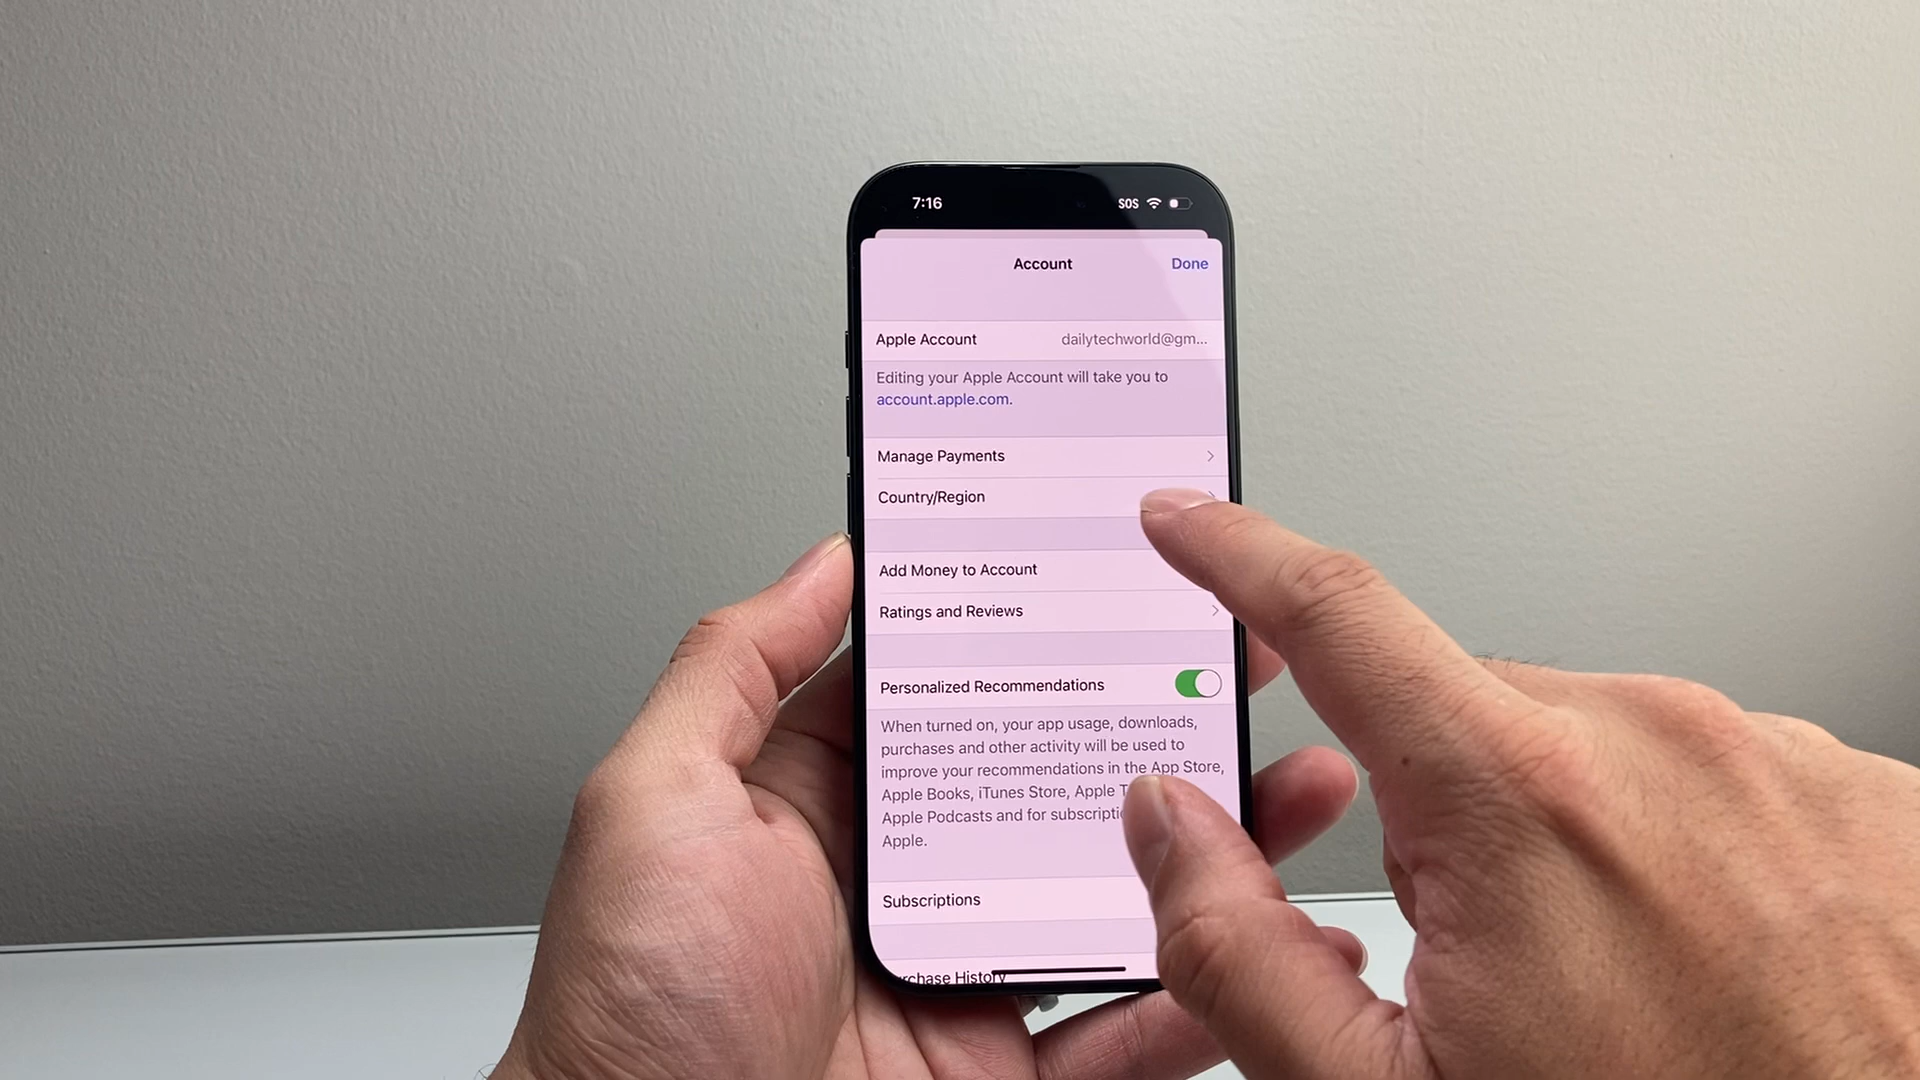 7:16 SOS
Account Done
Apple Account dailytechworld@gm...
Editing your Apple Account will take you to
account.apple.com.
Manage Payments
Country/Region
Add Money to Account
Ratings and Reviews
Personalized Recommendations
When turned on, your app usage, downloads,
purchases and other activity will be used to
improve your recommendations in the App Store,
Apple Books, iTunes Store, Apple
Apple Podcasts and for
Apple.
Subscriptions
History